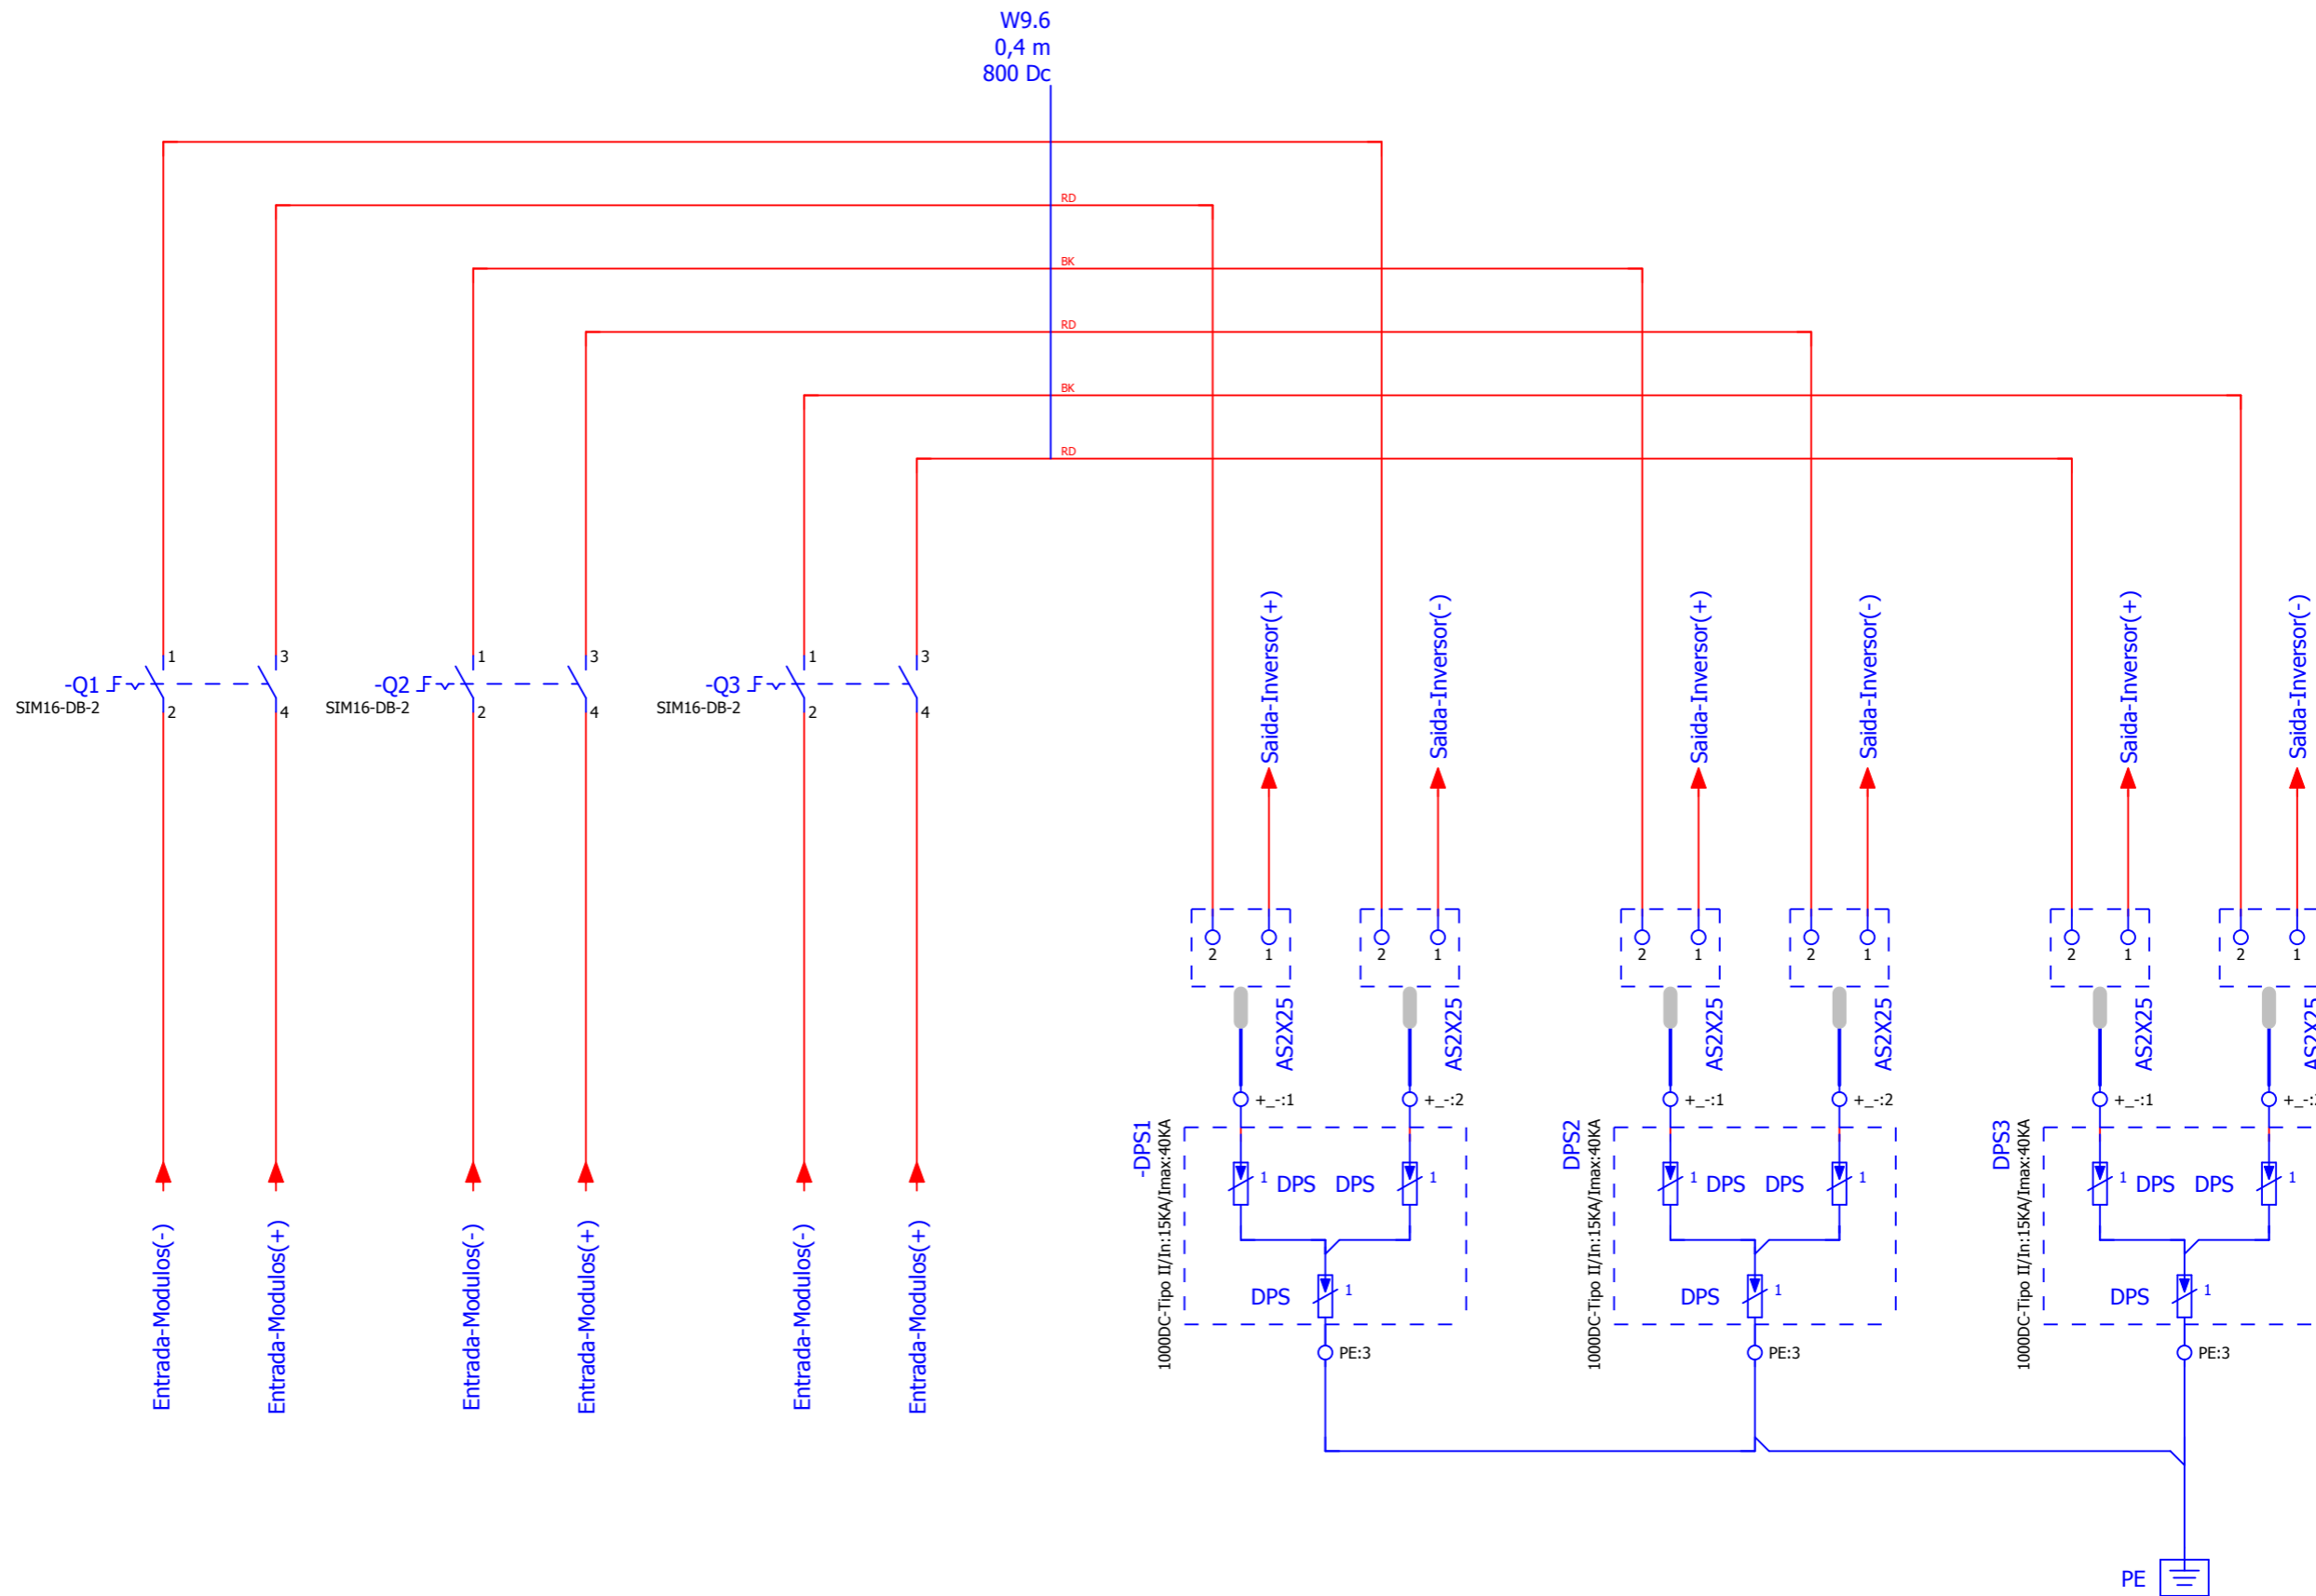 W9.6
0,4 m
800 Dc
RD
BK
RD
BK
RD
-Q1
SIM16-DB-2
1
2
3
4
-Q2
SIM16-DB-2
1
2
3
4
-Q3
SIM16-DB-2
1
2
3
4
Entrada-Modulos(-)
Entrada-Modulos(+)
Entrada-Modulos(-)
Entrada-Modulos(+)
Entrada-Modulos(-)
Entrada-Modulos(+)
Saida-Inversor(+)
Saida-Inversor(-)
Saida-Inversor(+)
Saida-Inversor(-)
Saida-Inversor(+)
Saida-Inversor(-)
2 1
2 1
2 1
2 1
2 1
2 1
AS2X25
AS2X25
AS2X25
AS2X25
AS2X25
AS2X25
+_-:1
+_-:2
+_-:1
+_-:2
+_-:1
-DPS1
1000DC-Tipo II/In:15KA/Imax:40KA
1 DPS DPS 1
DPS 1
PE:3
DPS2
1000DC-Tipo II/In:15KA/Imax:40KA
1 DPS DPS 1
DPS 1
PE:3
DPS3
1000DC-Tipo II/In:15KA/Imax:40KA
1 DPS DPS 1
DPS 1
PE:3
PE